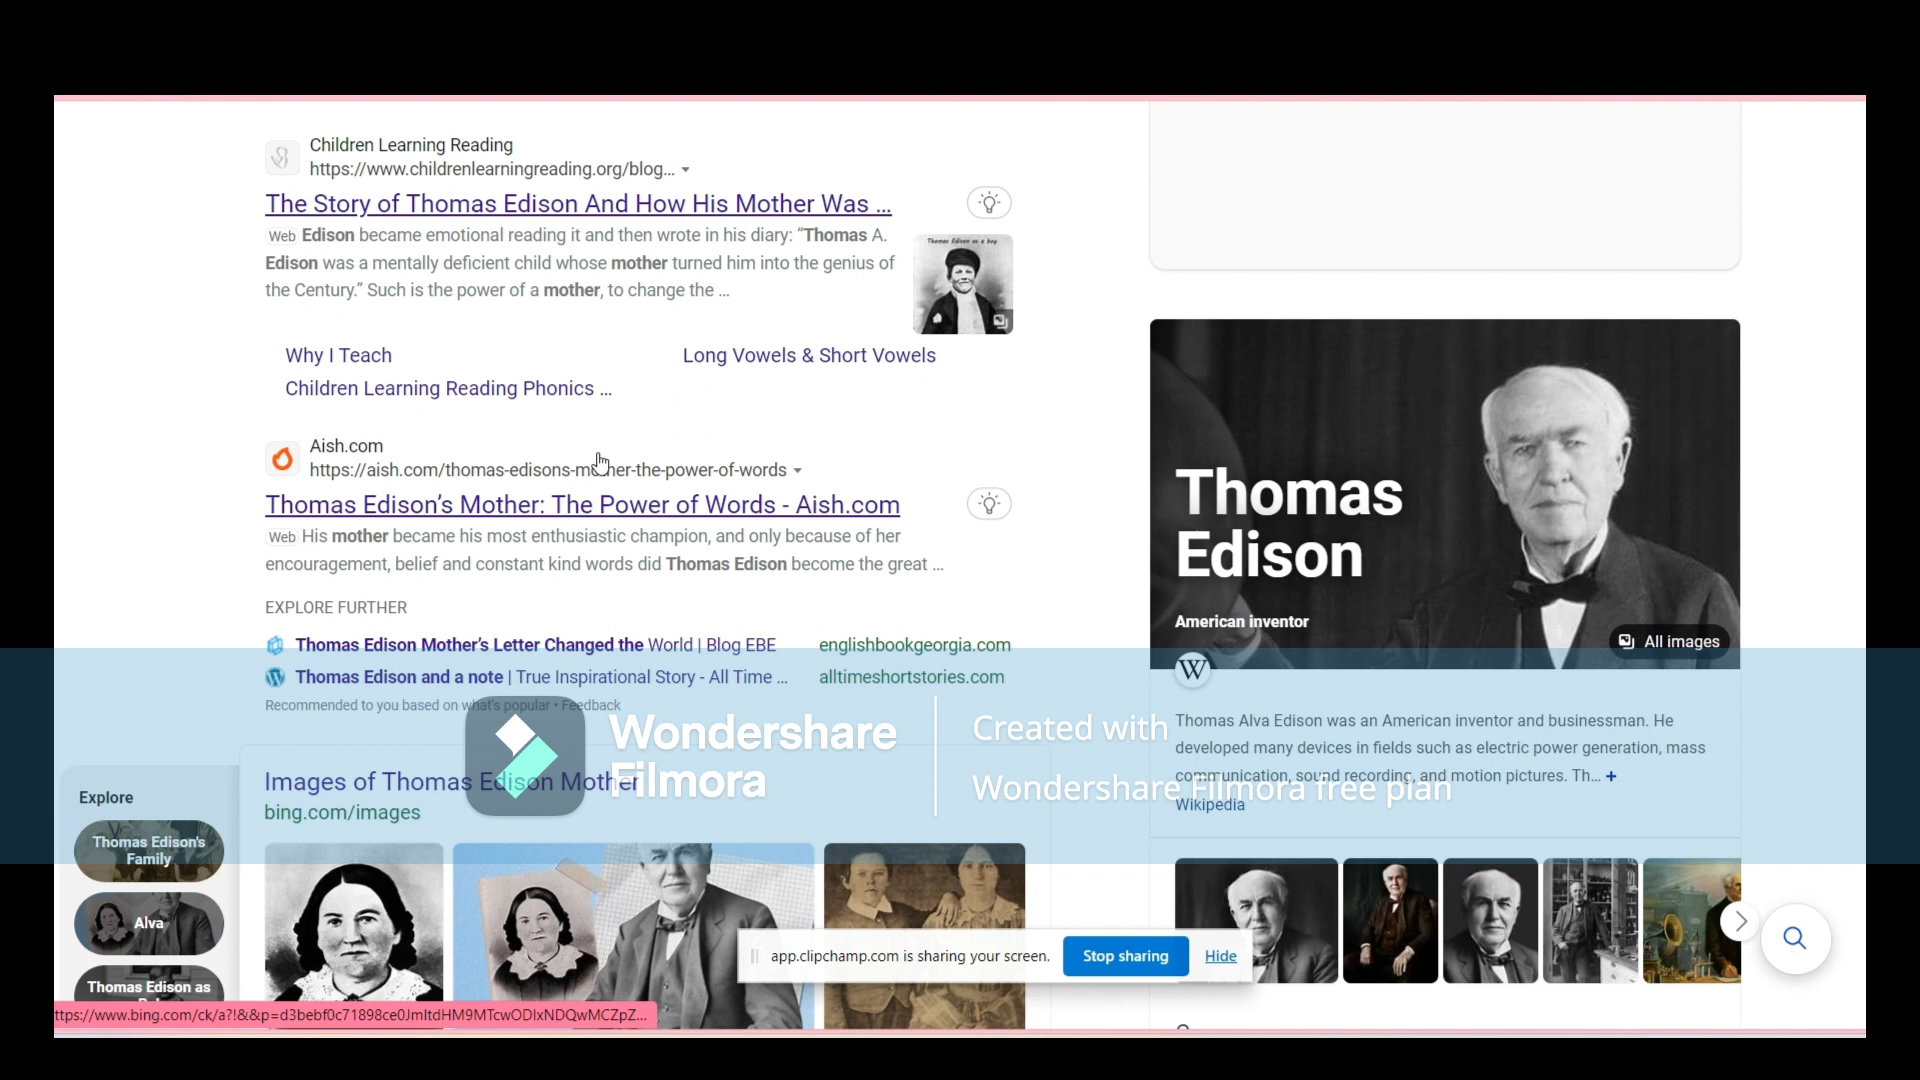 Children Learning Reading
https://www.childrenlearningreading.org/blog...
The Story of Thomas Edison And How His Mother Was ...
Web Edison became emotional reading it and then wrote in his diary: “Thomas A.
Edison was a mentally deficient child whose mother turned him into the genius of
the Century.” Such is the power of a mother, to change the ...
Thomas Edison as a boy
Why I Teach
Long Vowels & Short Vowels
Children Learning Reading Phonics ...
Aish.com
https://aish.com/thomas-edisons-mother-the-power-of-words
Thomas Edison’s Mother: The Power of Words - Aish.com
Web His mother became his most enthusiastic champion, and only because of her
encouragement, belief and constant kind words did Thomas Edison become the great ...
EXPLORE FURTHER
Thomas Edison Mother’s Letter Changed the World | Blog EBE
englishbookgeorgia.com
Thomas Edison and a note | True Inspirational Story - All Time ...
alltimeshortstories.com
Recommended to you based on what's popular • Feedback
Images of Thomas Edison Mother
bing.com/images
Explore
Thomas Edison's
Family
Alva
Thomas Edison as
ttps://www.bing.com/ck/a?!&&p=d3bebf0c71898ce0JmltdHM9MTcwODIxNDQwMCZpZ...
Thomas
Edison
American inventor
All images
W
Thomas Alva Edison was an American inventor and businessman. He
developed many devices in fields such as electric power generation, mass
communication, sound recording, and motion pictures. Th... +
Wikipedia
Wondershare
Filmora
Created with
Wondershare Filmora free plan
app.clipchamp.com is sharing your screen.
Stop sharing
Hide